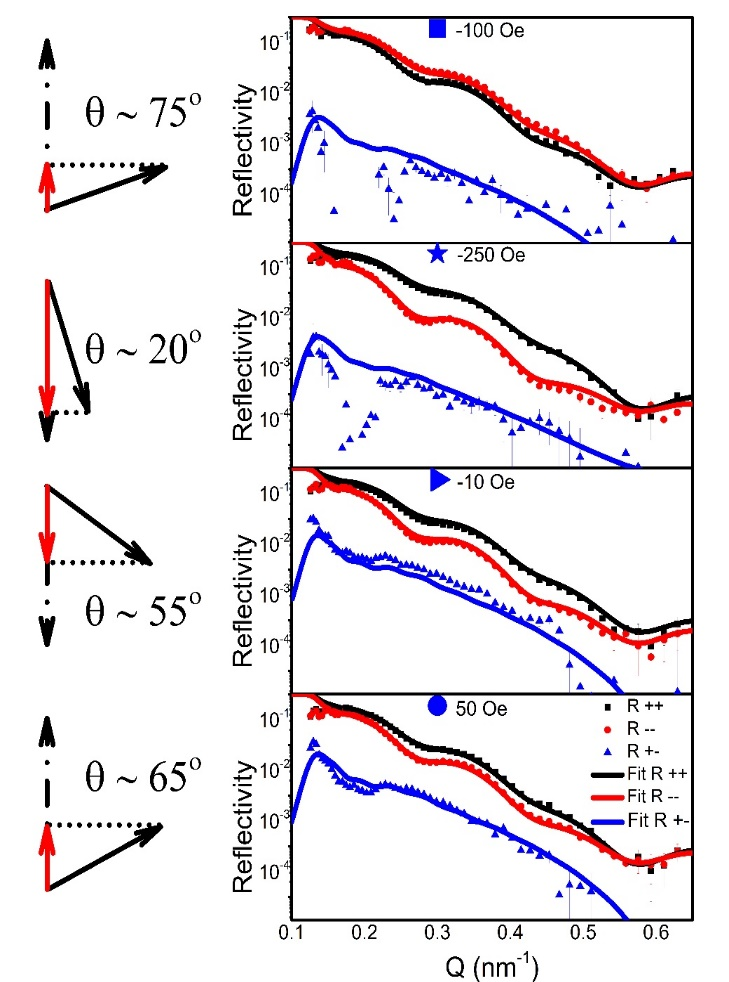 θ ~ 75°
Reflectivity
10⁻¹
10⁻²
10⁻³
10⁻⁴
-100 Oe
θ ~ 20°
Reflectivity
10⁻¹
10⁻²
10⁻³
10⁻⁴
-250 Oe
θ ~ 55°
Reflectivity
10⁻¹
10⁻²
10⁻³
10⁻⁴
-10 Oe
θ ~ 65°
Reflectivity
10⁻¹
10⁻²
10⁻³
10⁻⁴
50 Oe
R ++
R --
R +-
Fit R ++
Fit R --
Fit R +-
0.1 0.2 0.3 0.4 0.5 0.6
Q (nm⁻¹)